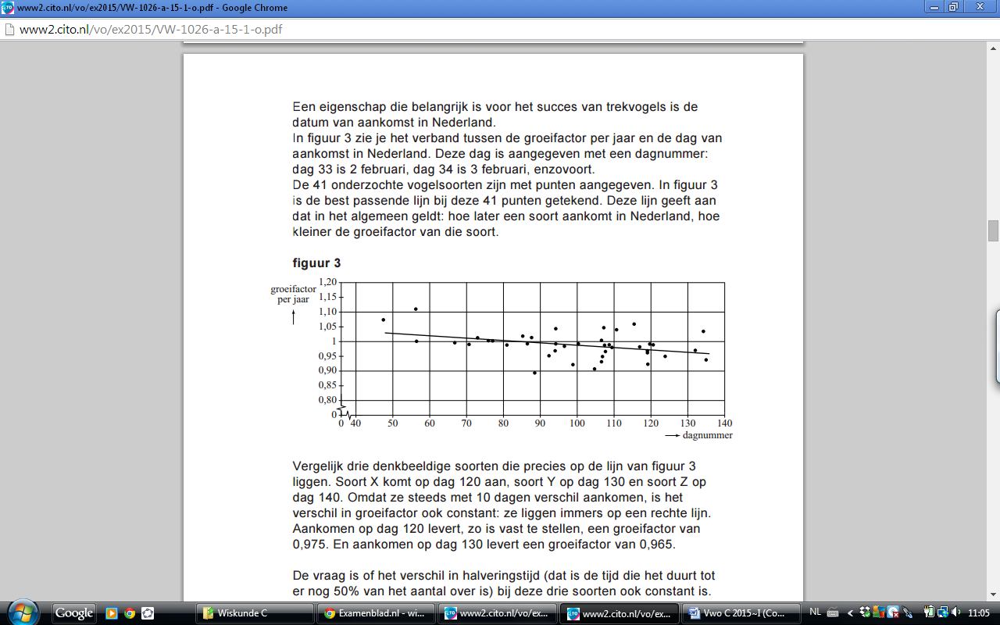 www2.cito.nl/vo/ex2015/VW-1026-a-15-1-o.pdf - Google Chrome
www2.cito.nl/vo/ex2015/VW-1026-a-15-1-o.pdf
Een eigenschap die belangrijk is voor het succes van trekvogels is de
datum van aankomst in Nederland.
In figuur 3 zie je het verband tussen de groeifactor per jaar en de dag van
aankomst in Nederland. Deze dag is aangegeven met een dagnummer:
dag 33 is 2 februari, dag 34 is 3 februari, enzovoort.
De 41 onderzochte vogelsoorten zijn met punten aangegeven. In figuur 3
is de best passende lijn bij deze 41 punten getekend. Deze lijn geeft aan
dat in het algemeen geldt: hoe later een soort aankomt in Nederland, hoe
kleiner de groeifactor van die soort.
figuur 3
groeifactor
per jaar
1,20
1,15
1,10
1,05
1
0,95
0,90
0,85
0,80
0
0 40 50 60 70 80 90 100 110 120 130 140
dagnummer
Vergelijk drie denkbeeldige soorten die precies op de lijn van figuur 3
liggen. Soort X komt op dag 120 aan, soort Y op dag 130 en soort Z op
dag 140. Omdat ze steeds met 10 dagen verschil aankomen, is het
verschil in groeifactor ook constant: ze liggen immers op een rechte lijn.
Aankomen op dag 120 levert, zo is vast te stellen, een groeifactor van
0,975. En aankomen op dag 130 levert een groeifactor van 0,965.
De vraag is of het verschil in halveringstijd (dat is de tijd die het duurt tot
er nog 50% van het aantal over is) bij deze drie soorten ook constant is.
Google
Wiskunde C
Examenblad.nl - wi...
www2.cito.nl/vo/ex...
www2.cito.nl/vo/ex...
Vwo C 2015~I (Co...
NL
11:05